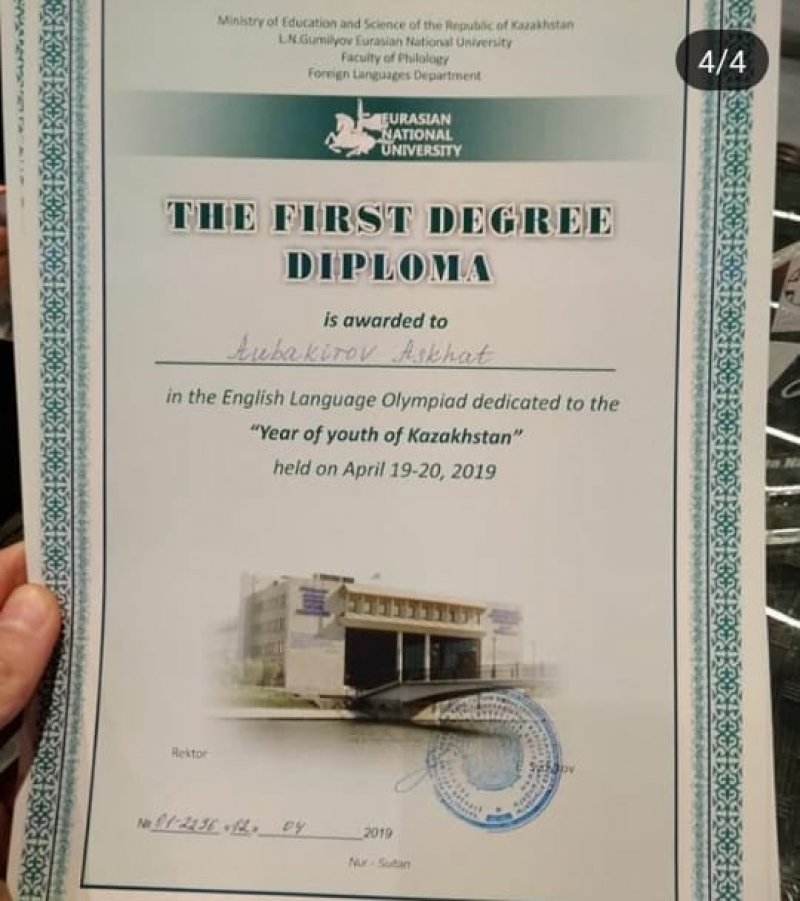 Ministry of Education and Science of the Republic of Kazakhstan
L.N.Gumilyov Eurasian National University
Faculty of Philology
Foreign Languages Department
4/4
EURASIAN
NATIONAL
UNIVERSITY
THE FIRST DEGREE
DIPLOMA
is awarded to
Aubakirov Askhat
in the English Language Olympiad dedicated to the
"Year of youth of Kazakhstan"
held on April 19-20, 2019
Rektor
№ 01-2236 «12» 04 2019
Nur - Sultan